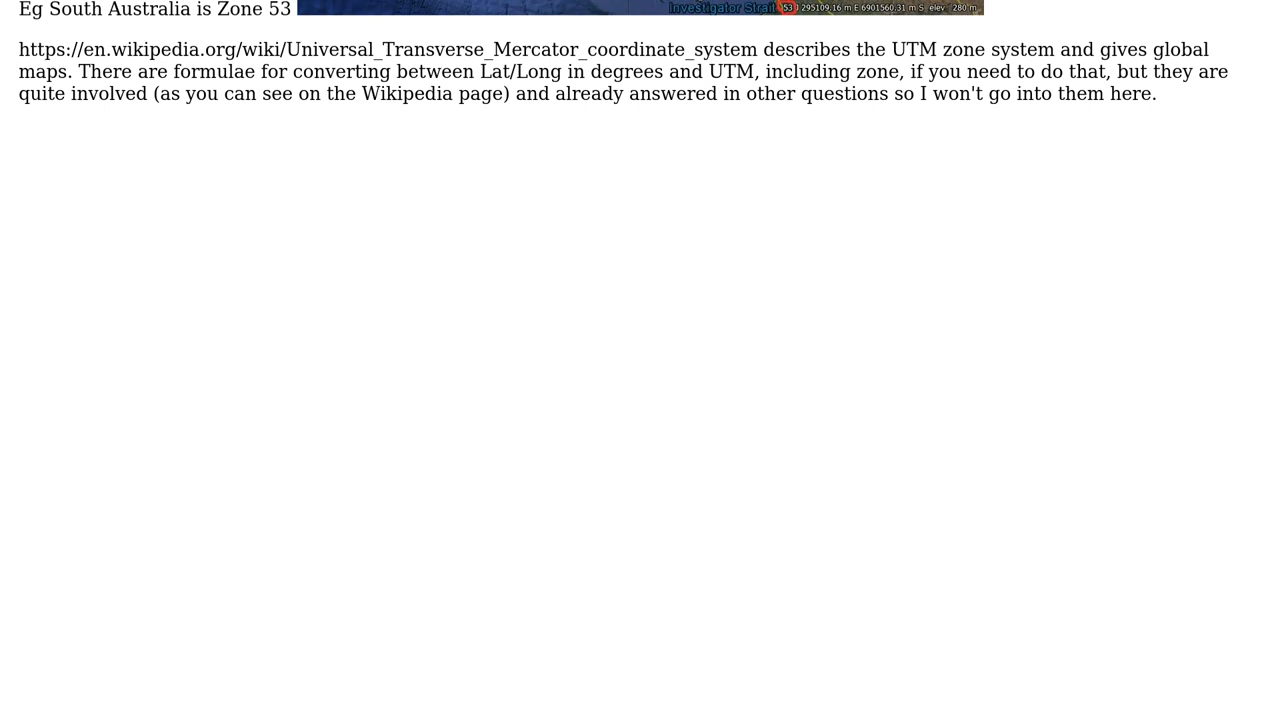 Eg South Australia is Zone 53
Investigator Strait 53 J 295109.16 m E 6901560.31 m S elev 280 m
https://en.wikipedia.org/wiki/Universal_Transverse_Mercator_coordinate_system describes the UTM zone system and gives global
maps. There are formulae for converting between Lat/Long in degrees and UTM, including zone, if you need to do that, but they are
quite involved (as you can see on the Wikipedia page) and already answered in other questions so I won't go into them here.